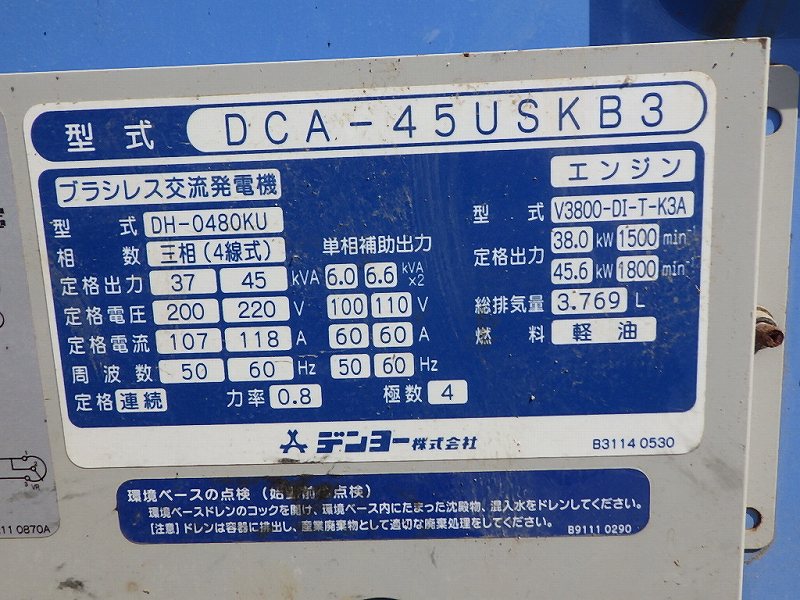 型式 DCA-45USKB3
ブラシレス交流発電機
型式 DH-0480KU
相数 三相(4線式) 単相補助出力
定格出力 37 45 kVA 6.0 6.6 kVA×2
定格電圧 200 220 V 100 110 V
定格電流 107 118 A 60 60 A
周波数 50 60 Hz 50 60 Hz
定格 連続 力率 0.8 極数 4
エンジン
型式 V3800-DI-T-K3A
定格出力 38.0 kW 1500 min
45.6 kW 1800 min
総排気量 3.769 L
燃料 軽油
デンヨー株式会社
B3114 0530
環境ベースの点検(始業前の点検)
環境ベースドレンのコックを開け、環境ベース内にたまった沈殿物、混入水をドレンしてください。
[注意]ドレンは容器に排出し、産業廃棄物として適切な廃棄処理をしてください。
B9111 0290
11 0870A
VR